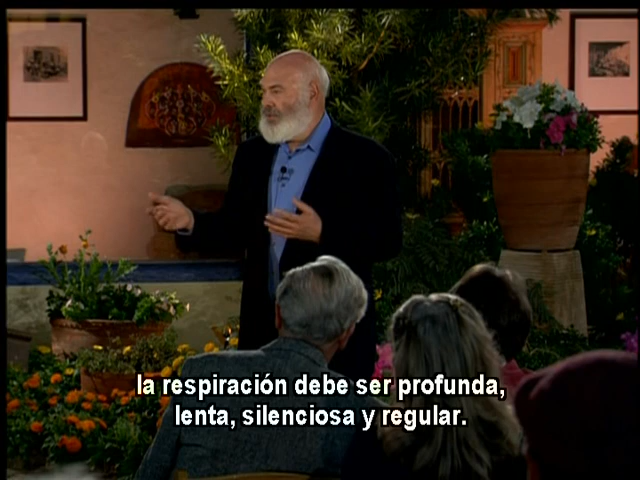 la respiración debe ser profunda,
lenta, silenciosa y regular.